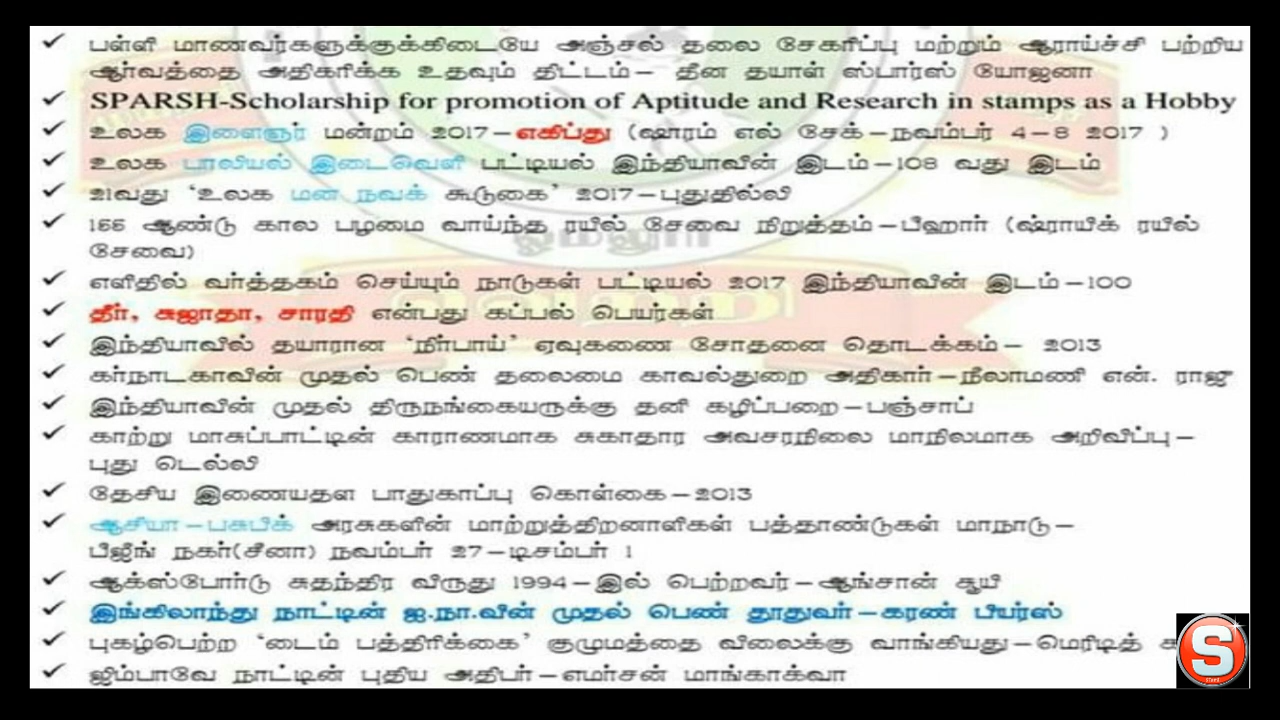 ✓ பள்ளி மாணவர்களுக்குக்கிடையே அஞ்சல் தலை சேகரிப்பு மற்றும் ஆராய்ச்சி பற்றிய
ஆர்வத்தை அதிகரிக்க உதவும் திட்டம்– தீன தயாள் ஸ்பார்ஸ் யோஜனா
✓ SPARSH-Scholarship for promotion of Aptitude and Research in stamps as a Hobby
✓ உலக இளைஞர் மன்றம் 2017–எகிப்து (ஷாரம் எல் சேக்–நவம்பர் 4–8 2017 )
✓ உலக பாலியல் இடைவெளி பட்டியல் இந்தியாவின் இடம்–108 வது இடம்
✓ 21வது ‘உலக மன நவக் கூடுகை’ 2017–புதுதில்லி
✓ 155 ஆண்டு கால பழமை வாய்ந்த ரயில் சேவை நிறுத்தம்–பீஹார் (ஷ்ராயீக் ரயில்
சேவை)
✓ எளிதில் வர்த்தகம் செய்யும் நாடுகள் பட்டியல் 2017 இந்தியாவின் இடம்–100
✓ தீர், சுஜாதா, சாரதி என்பது கப்பல் பெயர்கள்
✓ இந்தியாவில் தயாரான ‘நிர்பாய்’ ஏவுகணை சோதனை தொடக்கம்– 2013
✓ கர்நாடகாவின் முதல் பெண் தலைமை காவல்துறை அதிகார்–நீலாமணி என். ராஜு
✓ இந்தியாவின் முதல் திருநங்கையருக்கு தனி கழிப்பறை–பஞ்சாப்
✓ காற்று மாசுப்பாட்டின் காராணமாக சுகாதார அவசரநிலை மாநிலமாக அறிவிப்பு–
புது டெல்லி
✓ தேசிய இணையதள பாதுகாப்பு கொள்கை–2013
✓ ஆசியா–பசுபிக் அரசுகளின் மாற்றுத்திறனாளிகள் பத்தாண்டுகள் மாநாடு–
பீஜிங் நகர்(சீனா) நவம்பர் 27–டிசம்பர் 1
✓ ஆக்ஸ்போர்டு சுதந்திர விருது 1994–இல் பெற்றவர்–ஆங்சான் சூயி
✓ இங்கிலாந்து நாட்டின் ஐ.நா.வின் முதல் பெண் தூதுவர்–கரண் பியர்ஸ்
✓ புகழ்பெற்ற ‘டைம் பத்திரிக்கை’ குழுமத்தை விலைக்கு வாங்கியது–மெரிடித்
✓ ஜிம்பாவே நாட்டின் புதிய அதிபர்–எமர்சன் மாங்காக்வா
வெற்றி
S